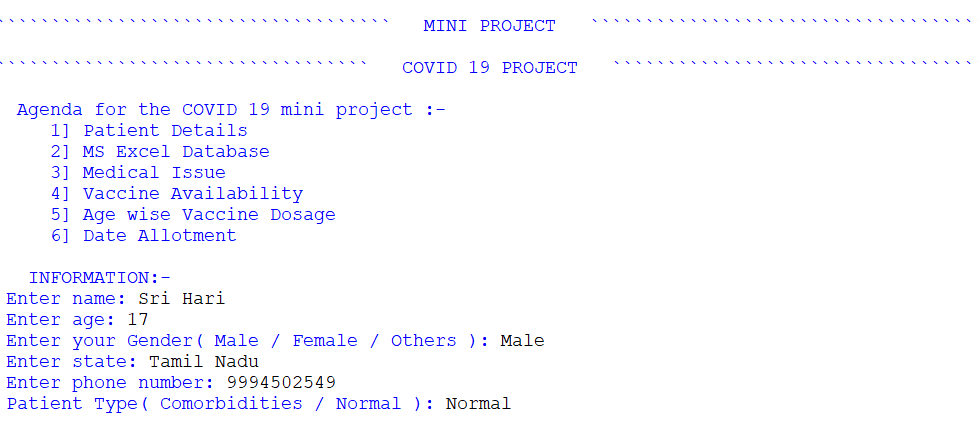 ``````````````````````````````````` MINI PROJECT ```````````````````````````````````
````````````````````````````````` COVID 19 PROJECT `````````````````````````````````
Agenda for the COVID 19 mini project :-
1] Patient Details
2] MS Excel Database
3] Medical Issue
4] Vaccine Availability
5] Age wise Vaccine Dosage
6] Date Allotment
INFORMATION:-
Enter name: Sri Hari
Enter age: 17
Enter your Gender( Male / Female / Others ): Male
Enter state: Tamil Nadu
Enter phone number: 9994502549
Patient Type( Comorbidities / Normal ): Normal